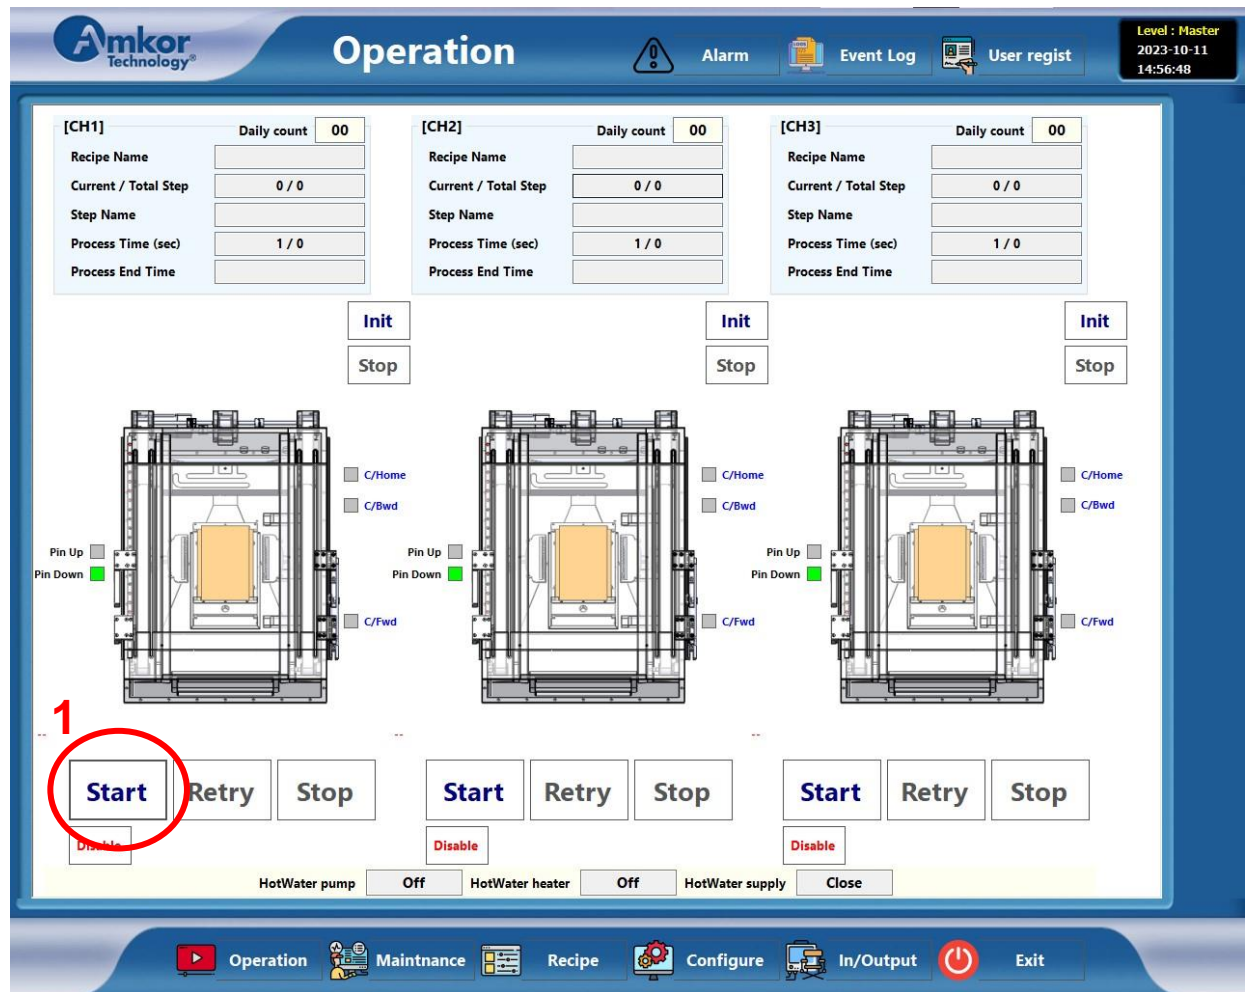 Amkor
Technology®
Operation
Alarm
Event Log
User regist
Level : Master
2023-10-11
14:56:48
[CH1]
Daily count 00
Recipe Name
Current / Total Step 0 / 0
Step Name
Process Time (sec) 1 / 0
Process End Time
[CH2]
Daily count 00
Recipe Name
Current / Total Step 0 / 0
Step Name
Process Time (sec) 1 / 0
Process End Time
[CH3]
Daily count 00
Recipe Name
Current / Total Step 0 / 0
Step Name
Process Time (sec) 1 / 0
Process End Time
Init
Stop
Init
Stop
Init
Stop
C/Home
C/Bwd
Pin Up
Pin Down
C/Fwd
C/Home
C/Bwd
Pin Up
Pin Down
C/Fwd
C/Home
C/Bwd
Pin Up
Pin Down
C/Fwd
1
--
--
--
Start Retry Stop
Disable
Start Retry Stop
Disable
Start Retry Stop
Disable
HotWater pump Off HotWater heater Off HotWater supply Close
Operation Maintnance Recipe Configure In/Output Exit